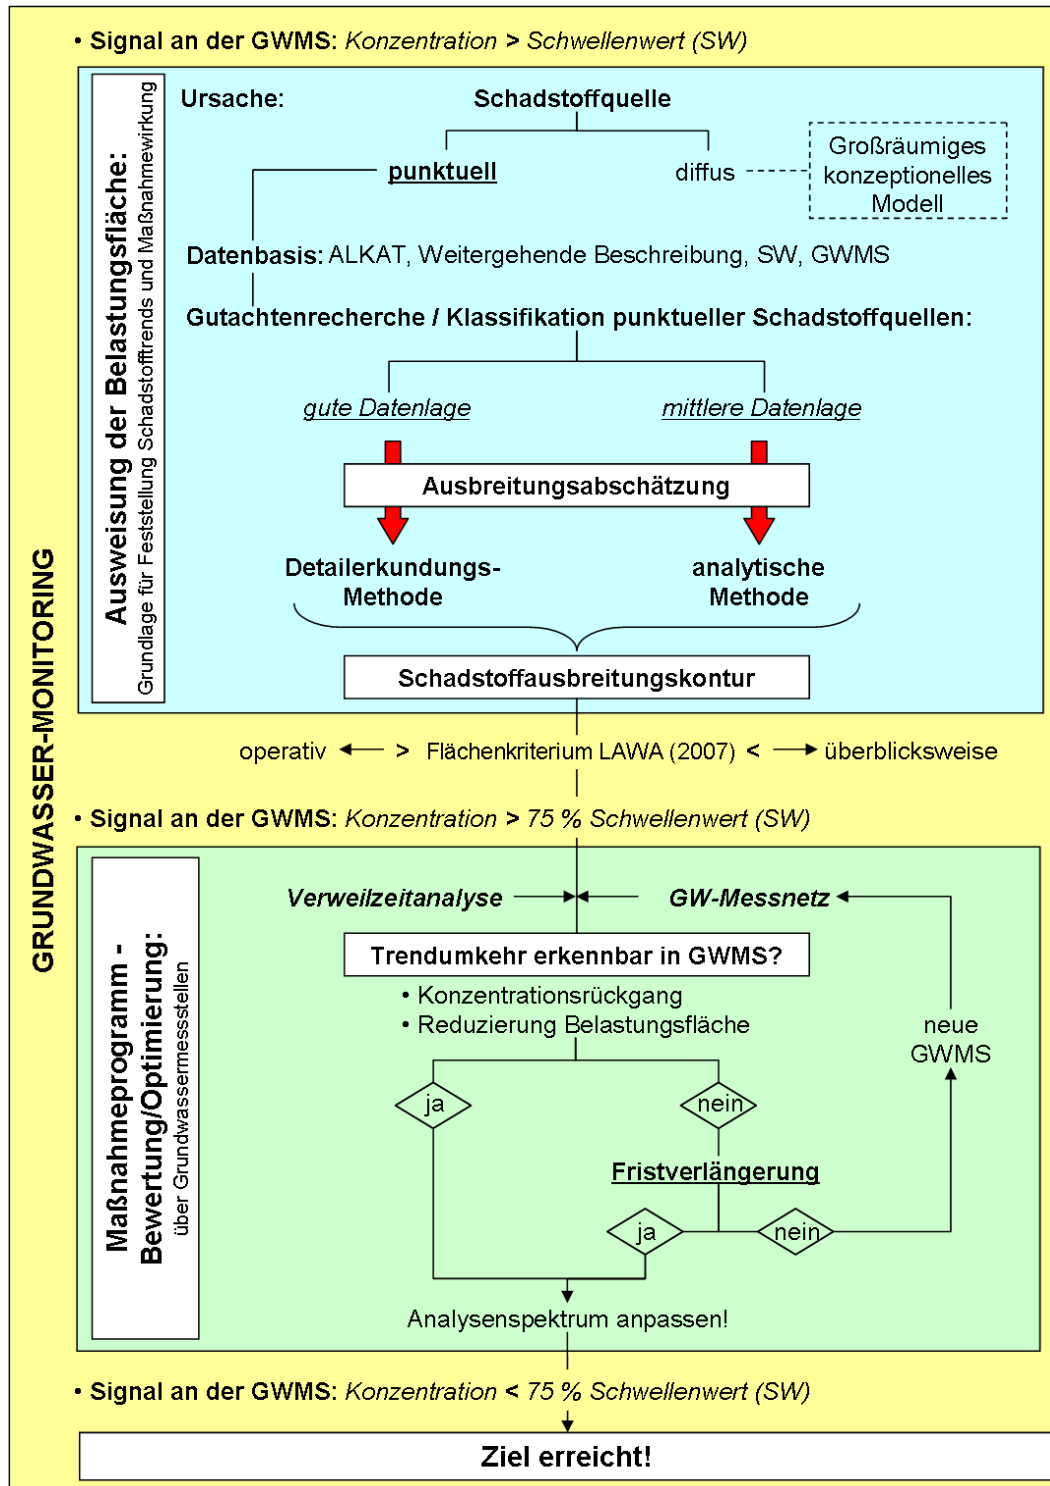 GRUNDWASSER-MONITORING
• Signal an der GWMS: Konzentration > Schwellenwert (SW)
Ausweisung der Belastungsfläche:
Grundlage für Feststellung Schadstofftrends und Maßnahmewirkung
Ursache: Schadstoffquelle
punktuell diffus
Großräumiges
konzeptionelles
Modell
Datenbasis: ALKAT, Weitergehende Beschreibung, SW, GWMS
Gutachtenrecherche / Klassifikation punktueller Schadstoffquellen:
gute Datenlage mittlere Datenlage
Ausbreitungsabschätzung
Detailerkundungs-
Methode
analytische
Methode
Schadstoffausbreitungskontur
operativ > Flächenkriterium LAWA (2007) < überblicksweise
• Signal an der GWMS: Konzentration > 75 % Schwellenwert (SW)
Maßnahmeprogramm -
Bewertung/Optimierung:
über Grundwassermessstellen
Verweilzeitanalyse GW-Messnetz
Trendumkehr erkennbar in GWMS?
• Konzentrationsrückgang
• Reduzierung Belastungsfläche
neue
GWMS
ja nein
Fristverlängerung
ja nein
Analysenspektrum anpassen!
• Signal an der GWMS: Konzentration < 75 % Schwellenwert (SW)
Ziel erreicht!